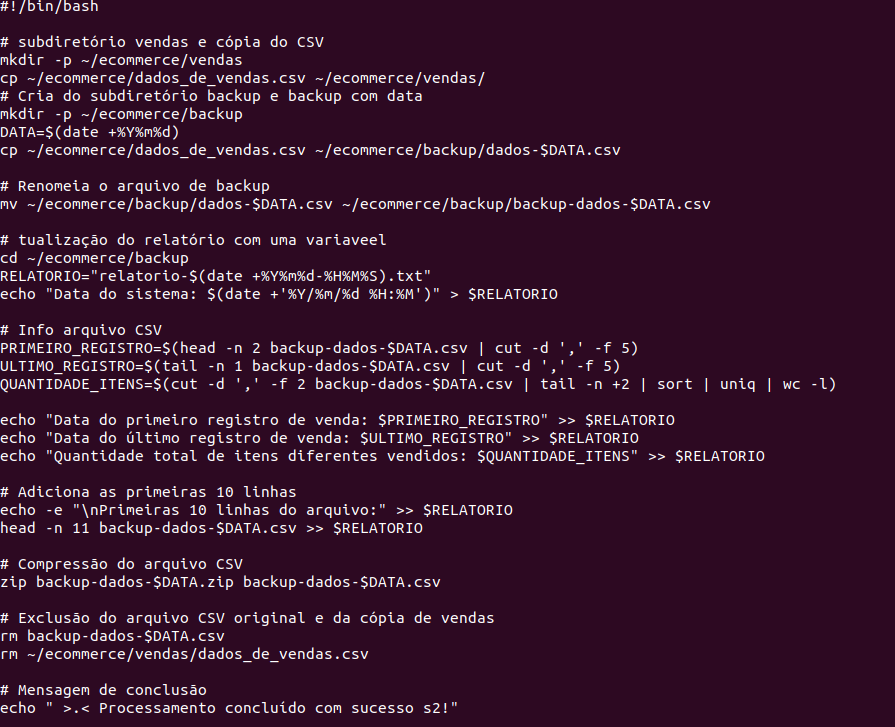 #!/bin/bash

# subdiretório vendas e cópia do CSV
mkdir -p ~/ecommerce/vendas
cp ~/ecommerce/dados_de_vendas.csv ~/ecommerce/vendas/
# Cria do subdiretório backup e backup com data
mkdir -p ~/ecommerce/backup
DATA=$(date +%Y%m%d)
cp ~/ecommerce/dados_de_vendas.csv ~/ecommerce/backup/dados-$DATA.csv

# Renomeia o arquivo de backup
mv ~/ecommerce/backup/dados-$DATA.csv ~/ecommerce/backup/backup-dados-$DATA.csv

# tualização do relatório com uma variaveel
cd ~/ecommerce/backup
RELATORIO="relatorio-$(date +%Y%m%d-%H%M%S).txt"
echo "Data do sistema: $(date +'%Y/%m/%d %H:%M')" > $RELATORIO

# Info arquivo CSV
PRIMEIRO_REGISTRO=$(head -n 2 backup-dados-$DATA.csv | cut -d ',' -f 5)
ULTIMO_REGISTRO=$(tail -n 1 backup-dados-$DATA.csv | cut -d ',' -f 5)
QUANTIDADE_ITENS=$(cut -d ',' -f 2 backup-dados-$DATA.csv | tail -n +2 | sort | uniq | wc -l)

echo "Data do primeiro registro de venda: $PRIMEIRO_REGISTRO" >> $RELATORIO
echo "Data do último registro de venda: $ULTIMO_REGISTRO" >> $RELATORIO
echo "Quantidade total de itens diferentes vendidos: $QUANTIDADE_ITENS" >> $RELATORIO

# Adiciona as primeiras 10 linhas
echo -e "\nPrimeiras 10 linhas do arquivo:" >> $RELATORIO
head -n 11 backup-dados-$DATA.csv >> $RELATORIO

# Compressão do arquivo CSV
zip backup-dados-$DATA.zip backup-dados-$DATA.csv

# Exclusão do arquivo CSV original e da cópia de vendas
rm backup-dados-$DATA.csv
rm ~/ecommerce/vendas/dados_de_vendas.csv

# Mensagem de conclusão
echo " >.< Processamento concluído com sucesso s2!"